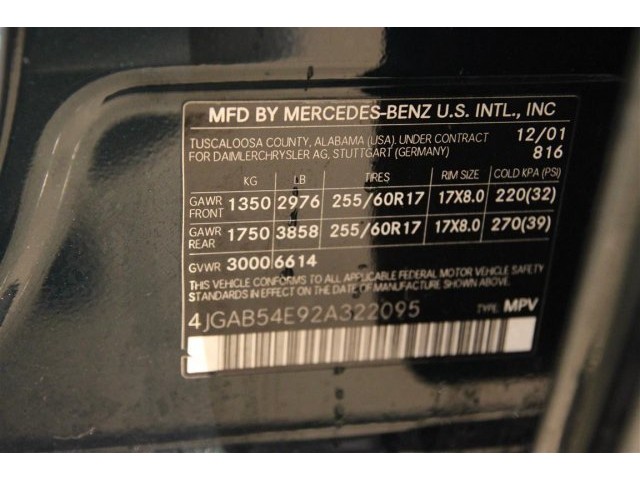 MFD BY MERCEDES-BENZ U.S. INTL., INC
TUSCALOOSA COUNTY, ALABAMA (USA). UNDER CONTRACT 12/01
FOR DAIMLERCHRYSLER AG, STUTTGART (GERMANY) 816
KG LB TIRES RIM SIZE COLD KPA (PSI)
GAWR FRONT 1350 2976 255/60R17 17X8.0 220(32)
GAWR REAR 1750 3858 255/60R17 17X8.0 270(39)
GVWR 3000 6614
THIS VEHICLE CONFORMS TO ALL APPLICABLE FEDERAL MOTOR VEHICLE SAFETY
STANDARDS IN EFFECT ON THE DATE OF MANUFACTURE SHOWN ABOVE.
4JGAB54E92A322095 TYPE: MPV